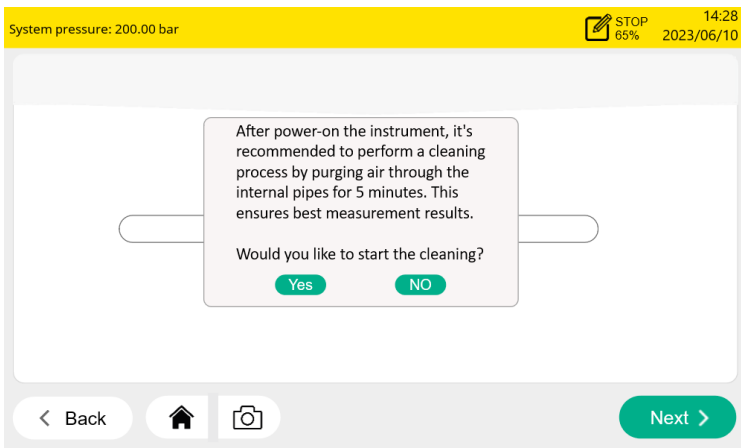 System pressure: 200.00 bar
STOP
65%
14:28
2023/06/10
After power-on the instrument, it's
recommended to perform a cleaning
process by purging air through the
internal pipes for 5 minutes. This
ensures best measurement results.
Would you like to start the cleaning?
Yes
NO
Back
Next